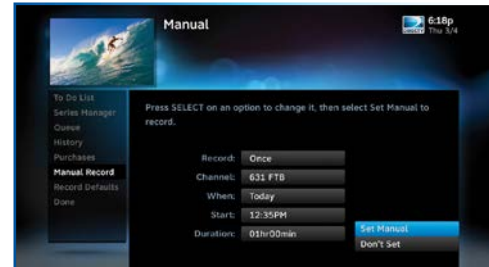 Manual
DIRECTV
6:18p
Thu 3/4
To Do List
Series Manager
Queue
History
Purchases
Manual Record
Record Defaults
Done
Press SELECT on an option to change it, then select Set Manual to
record.
Record: Once
Channel: 631 FTB
When: Today
Start: 12:35PM
Duration: 01hr00min
Set Manual
Don't Set